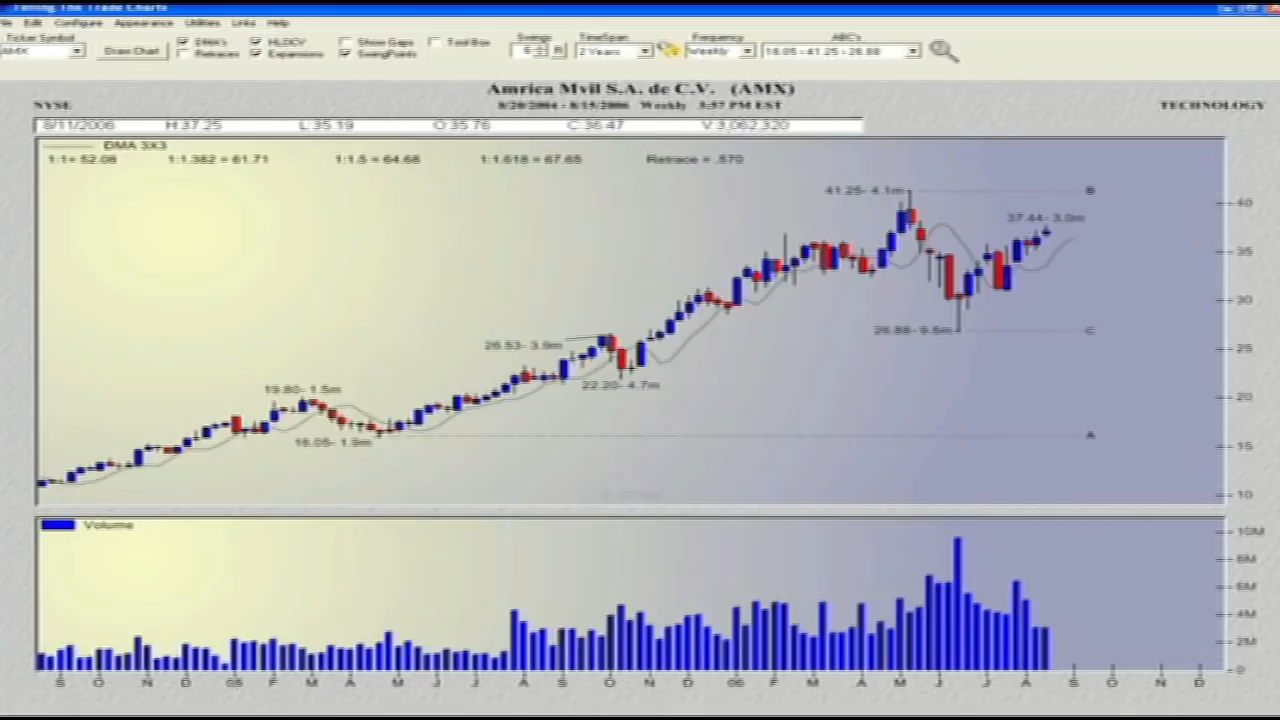 Timing The Trade Charts
File Edit Configure Appearance Utilities Links Help
Ticker Symbol Swings TimeSpan Frequency ABC's
AMX Draw Chart DMA's HLOCV Show Gaps Tool Box 5 R 2 Years Weekly 16.05 - 41.25 - 26.88
Retraces Expansions SwingPoints
Amrica Mvil S.A. de C.V. (AMX)
NYSE 8/20/2004 - 8/15/2006 Weekly 3:57 PM EST TECHNOLOGY
8/11/2006 H 37.25 L 35.19 O 35.76 C 36.47 V 3,062,320
DMA 3X3
1:1= 52.08 1:1.382 = 61.71 1:1.5 = 64.66 1:1.618 = 67.65 Retrace = .570
41.25- 4.1m B
40
37.44- 3.0m
35
30
26.88- 9.5m C
26.53- 3.9m
25
22.20- 4.7m
19.80- 1.5m
20
16.05- 1.9m A
15
10
Volume
10M
8M
6M
4M
2M
0
S O N D 05 F M A M J J A S O N D 06 F M A M J J A S O N D